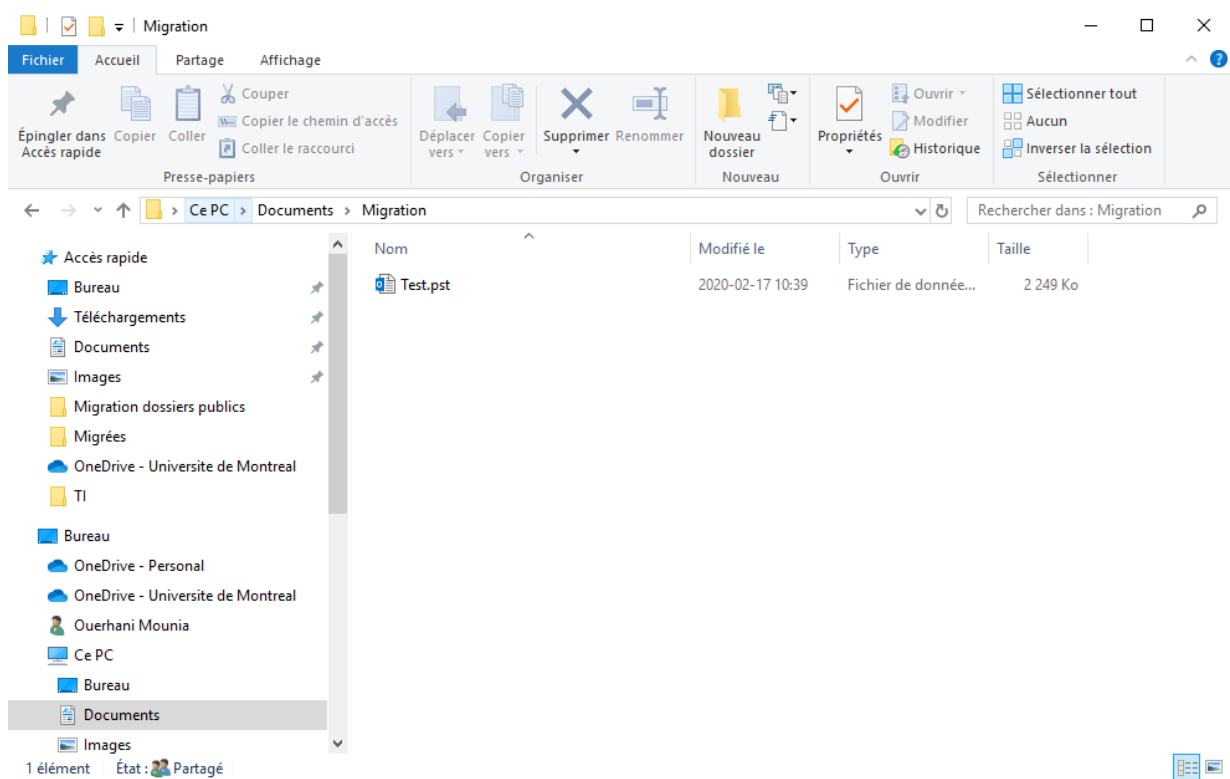 Migration
Fichier Accueil Partage Affichage
Épingler dans Accès rapide
Copier
Coller
Couper
Copier le chemin d'accès
Coller le raccourci
Presse-papiers
Déplacer vers
Copier vers
Supprimer
Renommer
Organiser
Nouveau dossier
Nouveau
Propriétés
Ouvrir
Modifier
Historique
Ouvrir
Sélectionner tout
Aucun
Inverser la sélection
Sélectionner
Ce PC > Documents > Migration
Rechercher dans : Migration
Nom Modifié le Type Taille
Test.pst 2020-02-17 10:39 Fichier de donnée... 2 249 Ko
Accès rapide
Bureau
Téléchargements
Documents
Images
Migration dossiers publics
Migrées
OneDrive - Universite de Montreal
TI
Bureau
OneDrive - Personal
OneDrive - Universite de Montreal
Ouerhani Mounia
Ce PC
Bureau
Documents
Images
1 élément État : Partagé